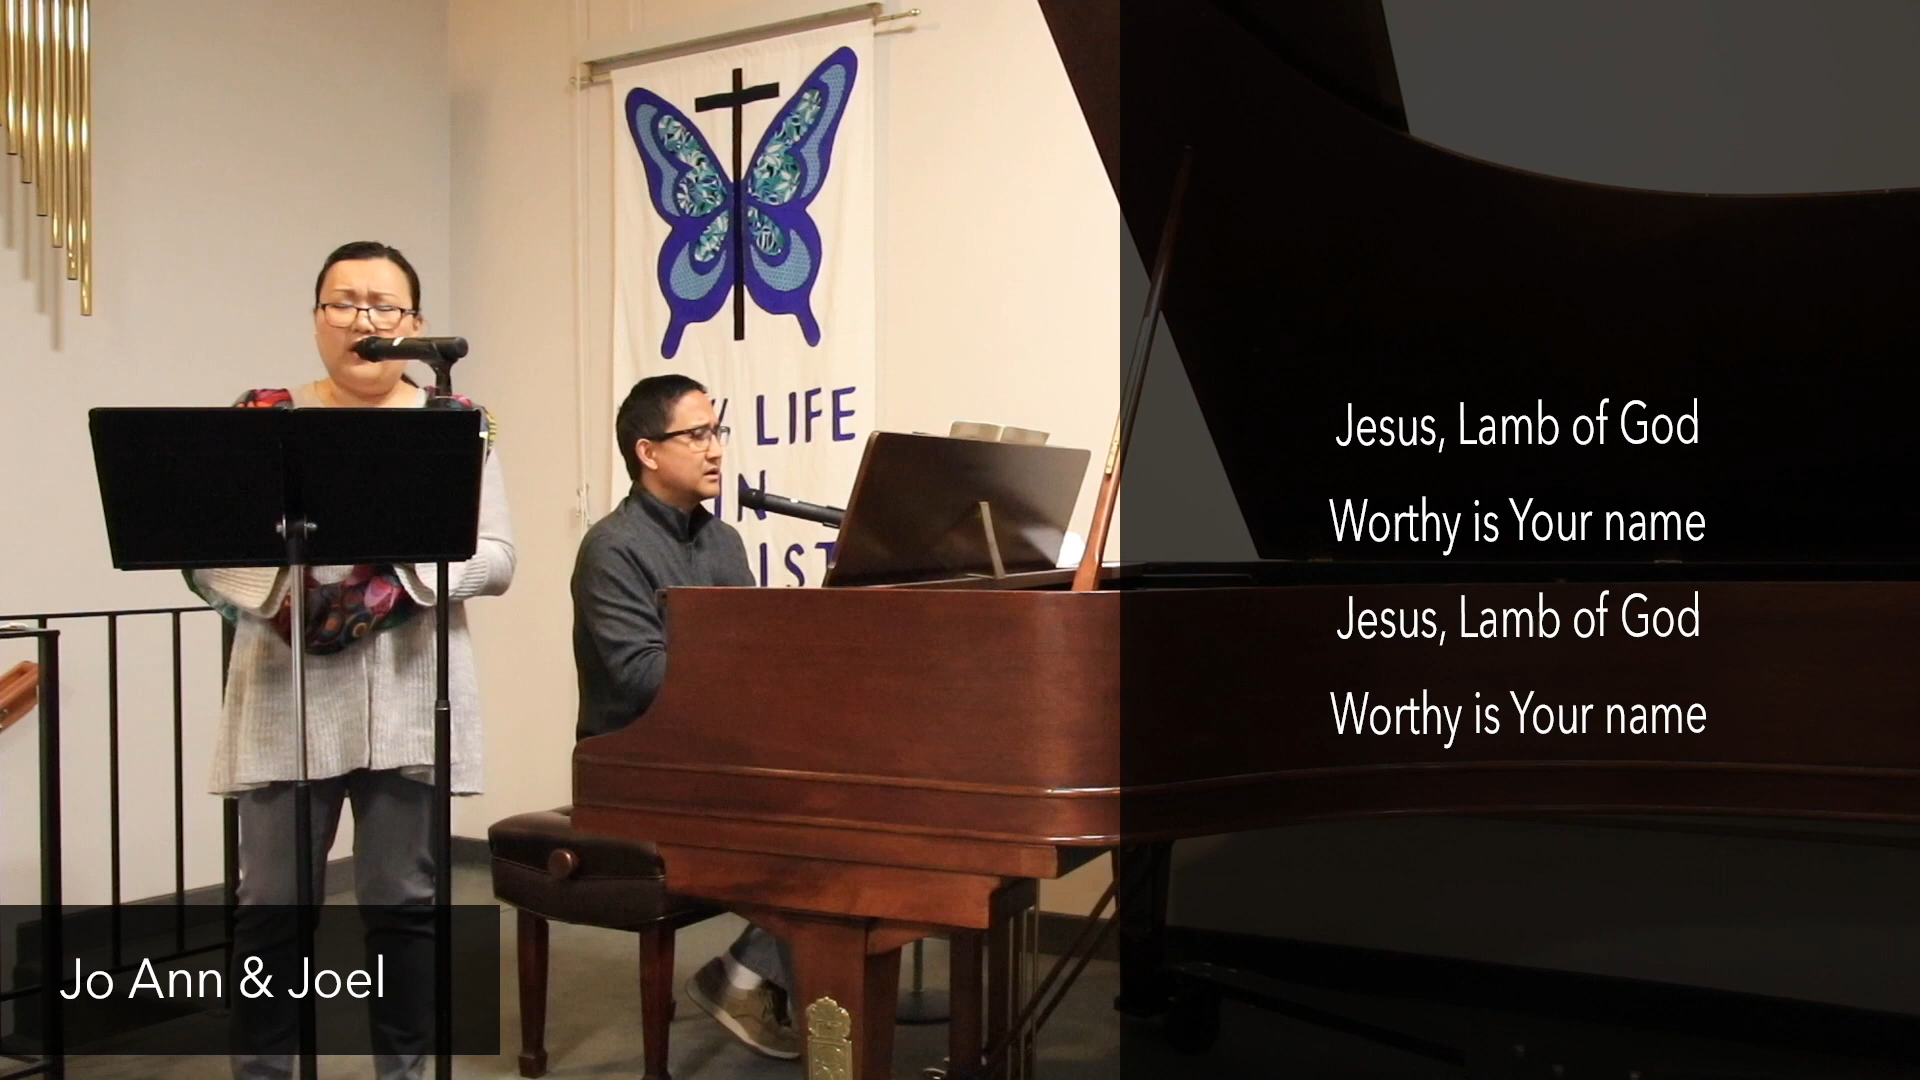 LIFE
IN
Jesus, Lamb of God
Worthy is Your name
Jesus, Lamb of God
Worthy is Your name
Jo Ann & Joel